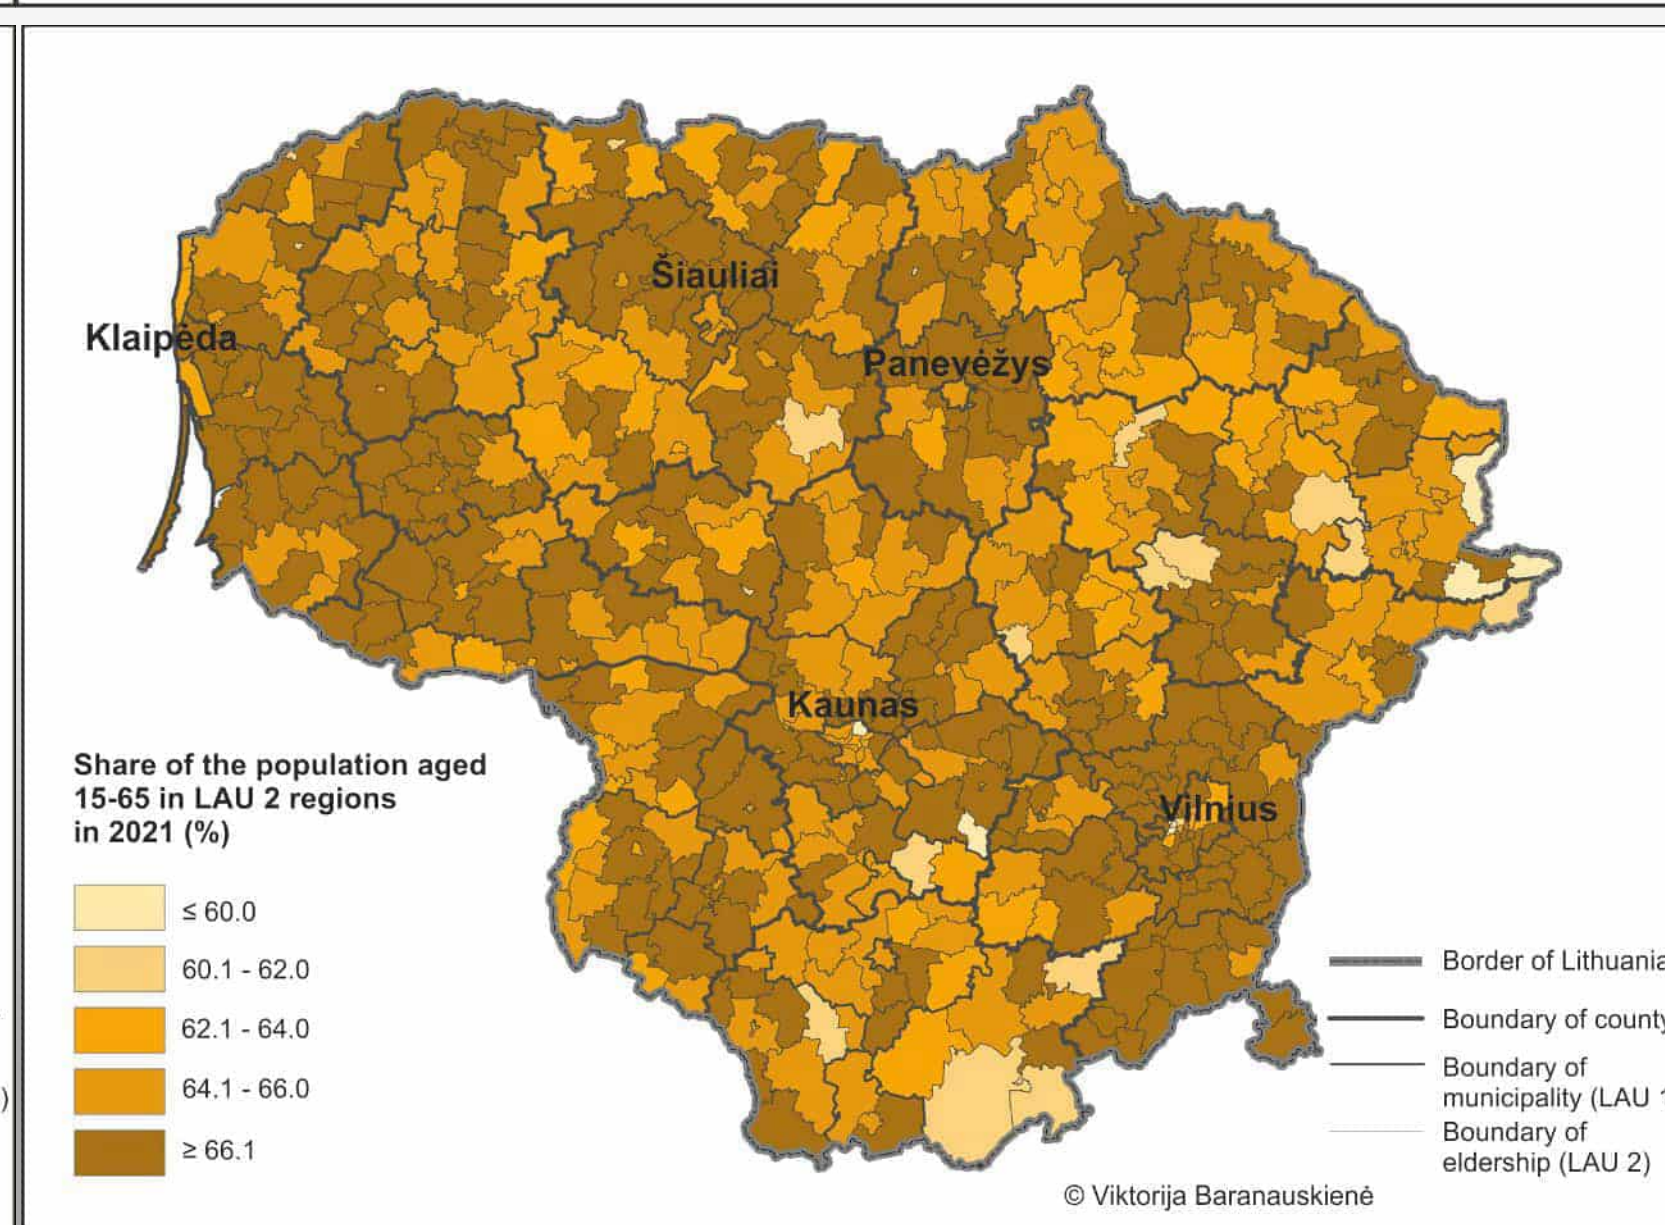 Šiauliai
Klaipėda
Panevėžys
Kaunas
Vilnius
Share of the population aged
15-65 in LAU 2 regions
in 2021 (%)
≤ 60.0
60.1 - 62.0
62.1 - 64.0
64.1 - 66.0
≥ 66.1
)
Border of Lithuania
Boundary of county
Boundary of
municipality (LAU 1
Boundary of
eldership (LAU 2)
© Viktorija Baranauskienė